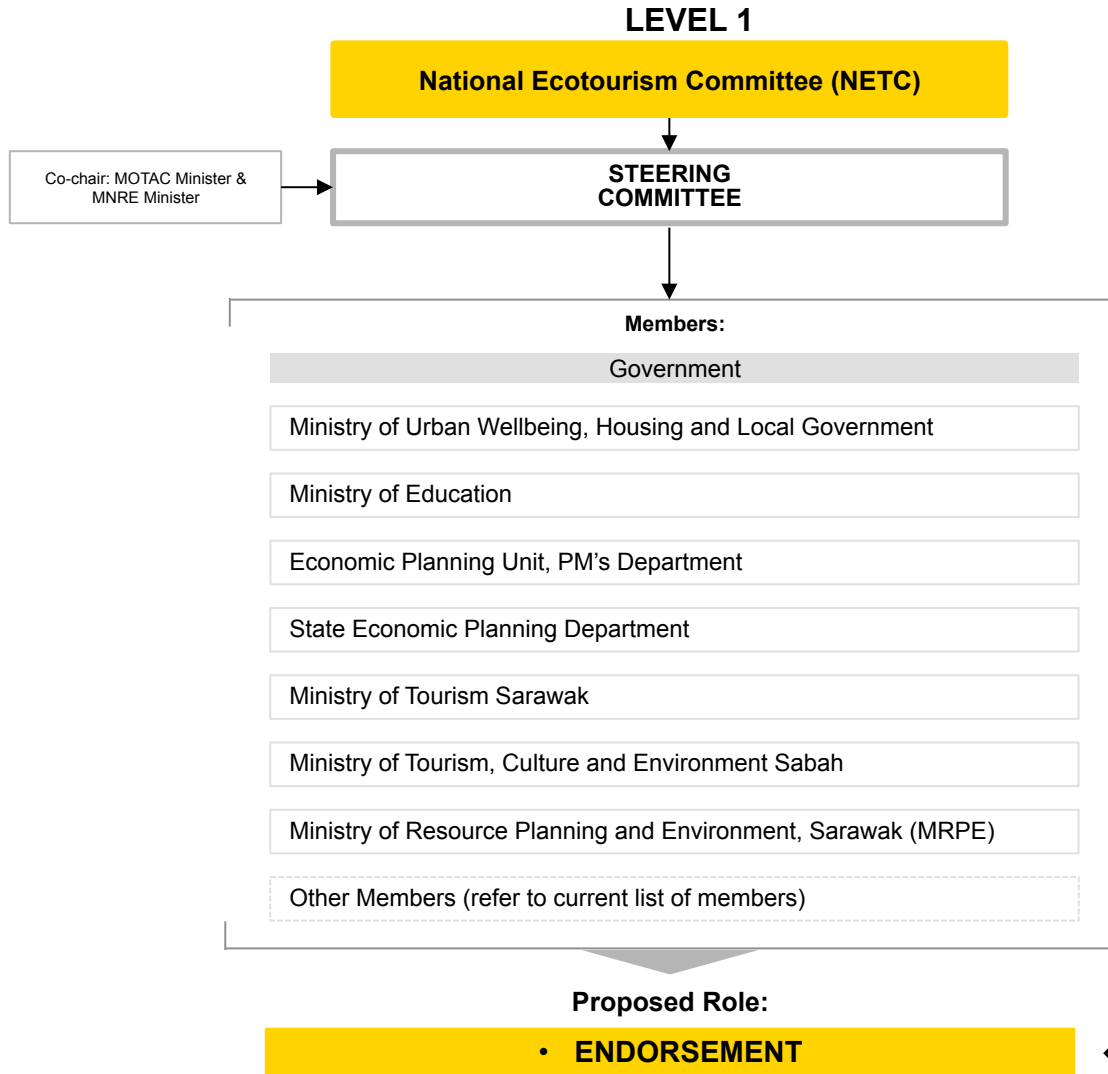 LEVEL 1
National Ecotourism Committee (NETC)
Co-chair: MOTAC Minister &
MNRE Minister
STEERING
COMMITTEE
Members:
Government
Ministry of Urban Wellbeing, Housing and Local Government
Ministry of Education
Economic Planning Unit, PM's Department
State Economic Planning Department
Ministry of Tourism Sarawak
Ministry of Tourism, Culture and Environment Sabah
Ministry of Resource Planning and Environment, Sarawak (MRPE)
Other Members (refer to current list of members)
Proposed Role:
• ENDORSEMENT